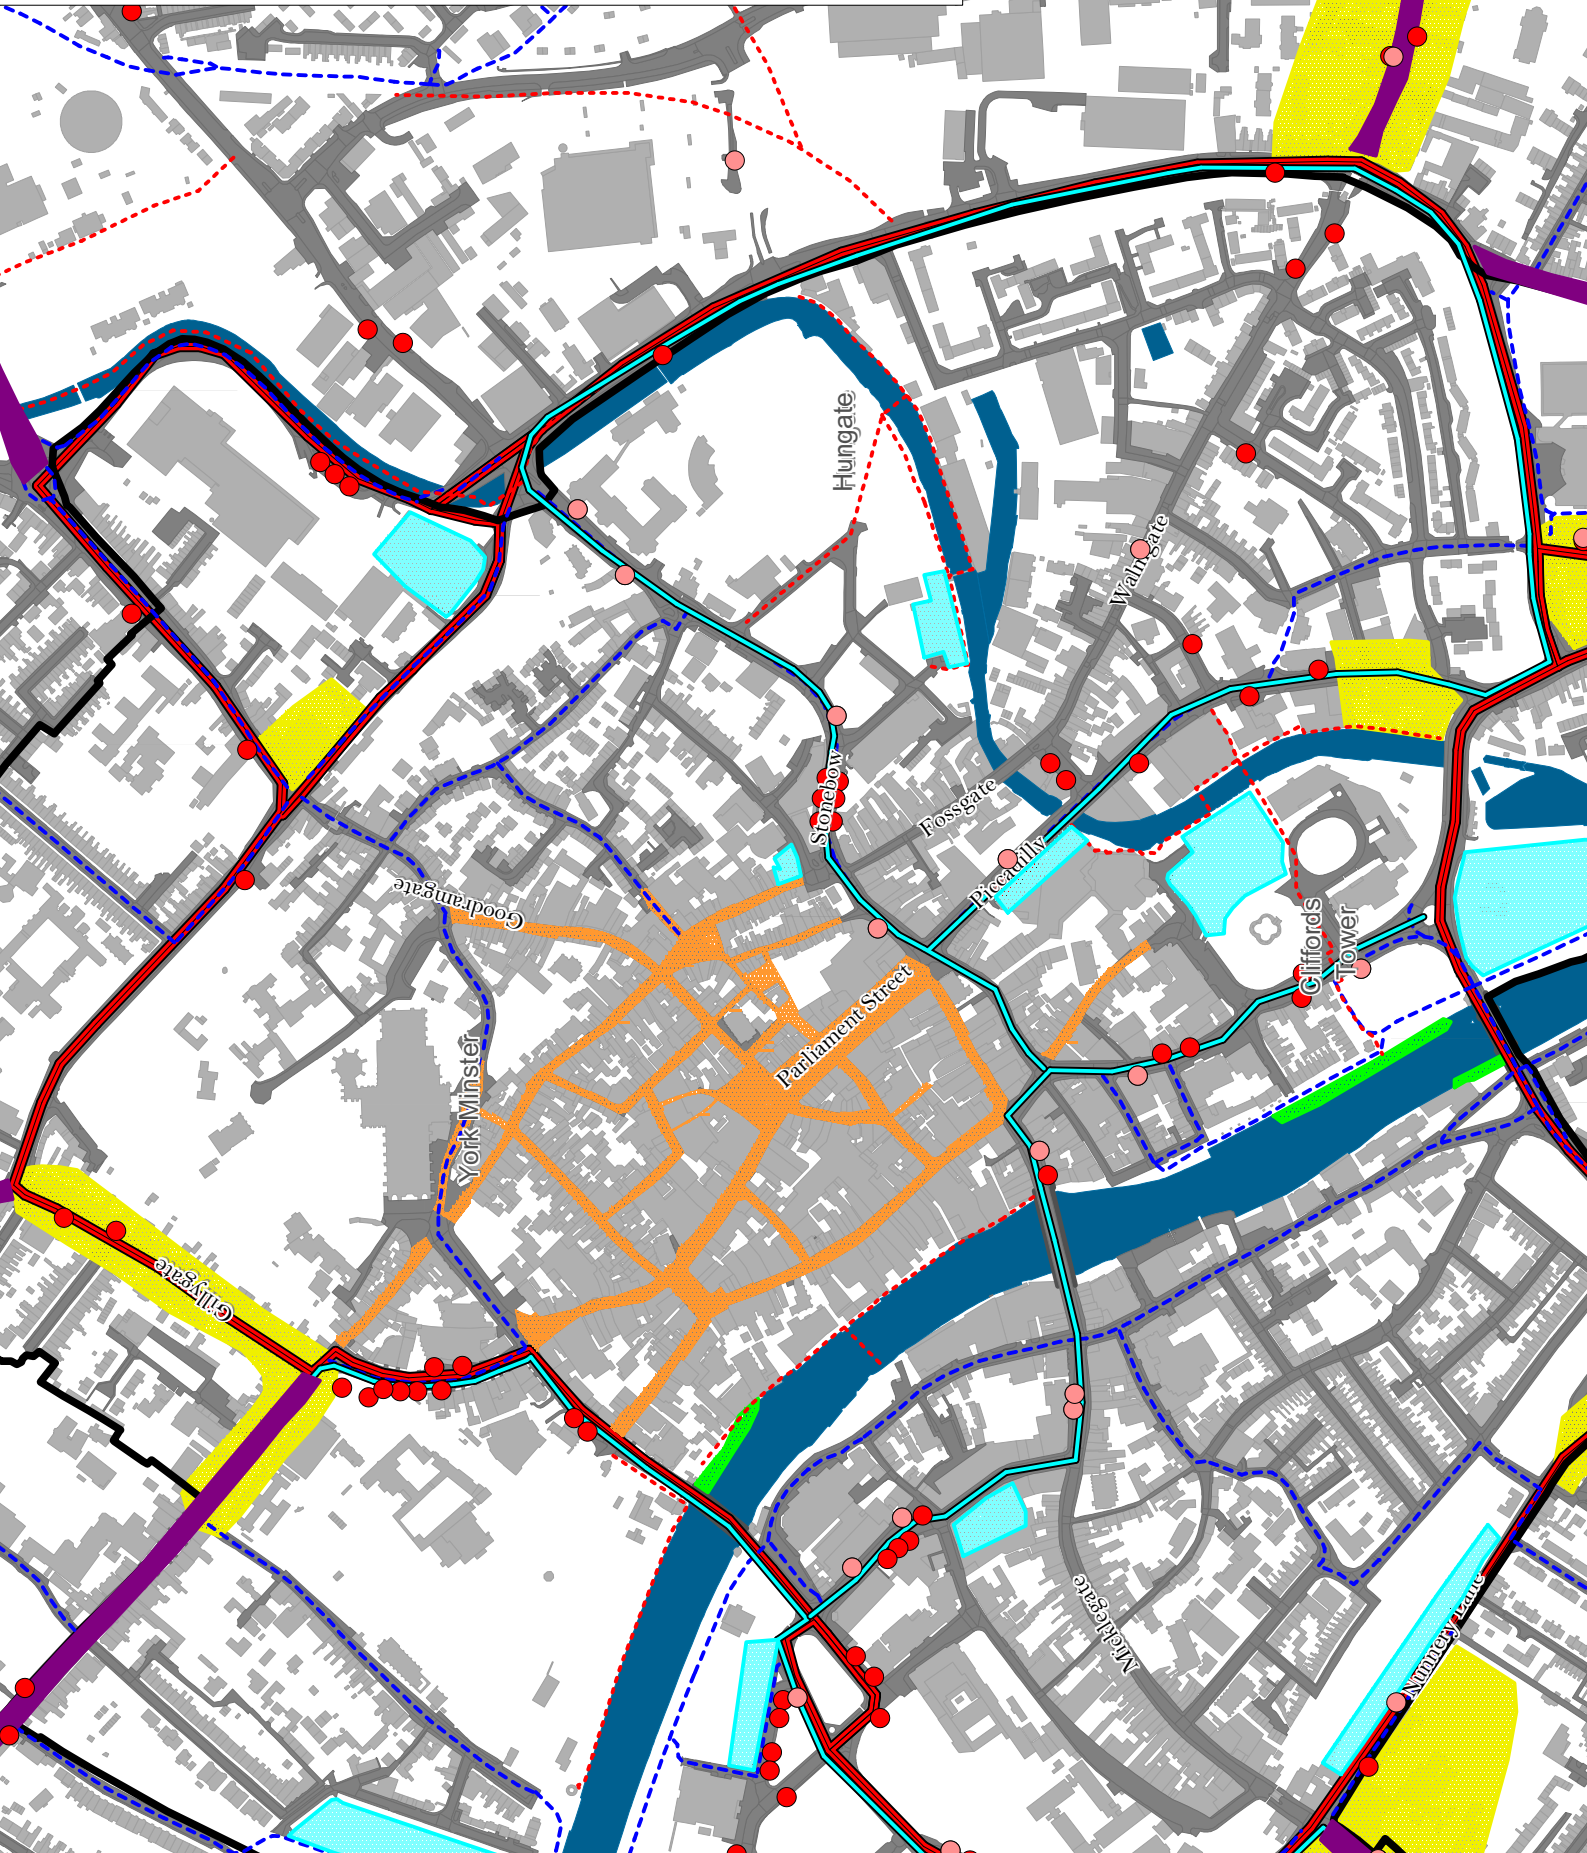 Hungate
Walmgate
Stonebow
Fossgate
Piccadilly
Goodramgate
Cliffords
Tower
Parliament Street
York Minster
Gillygate
Micklegate
Nunnery Lane